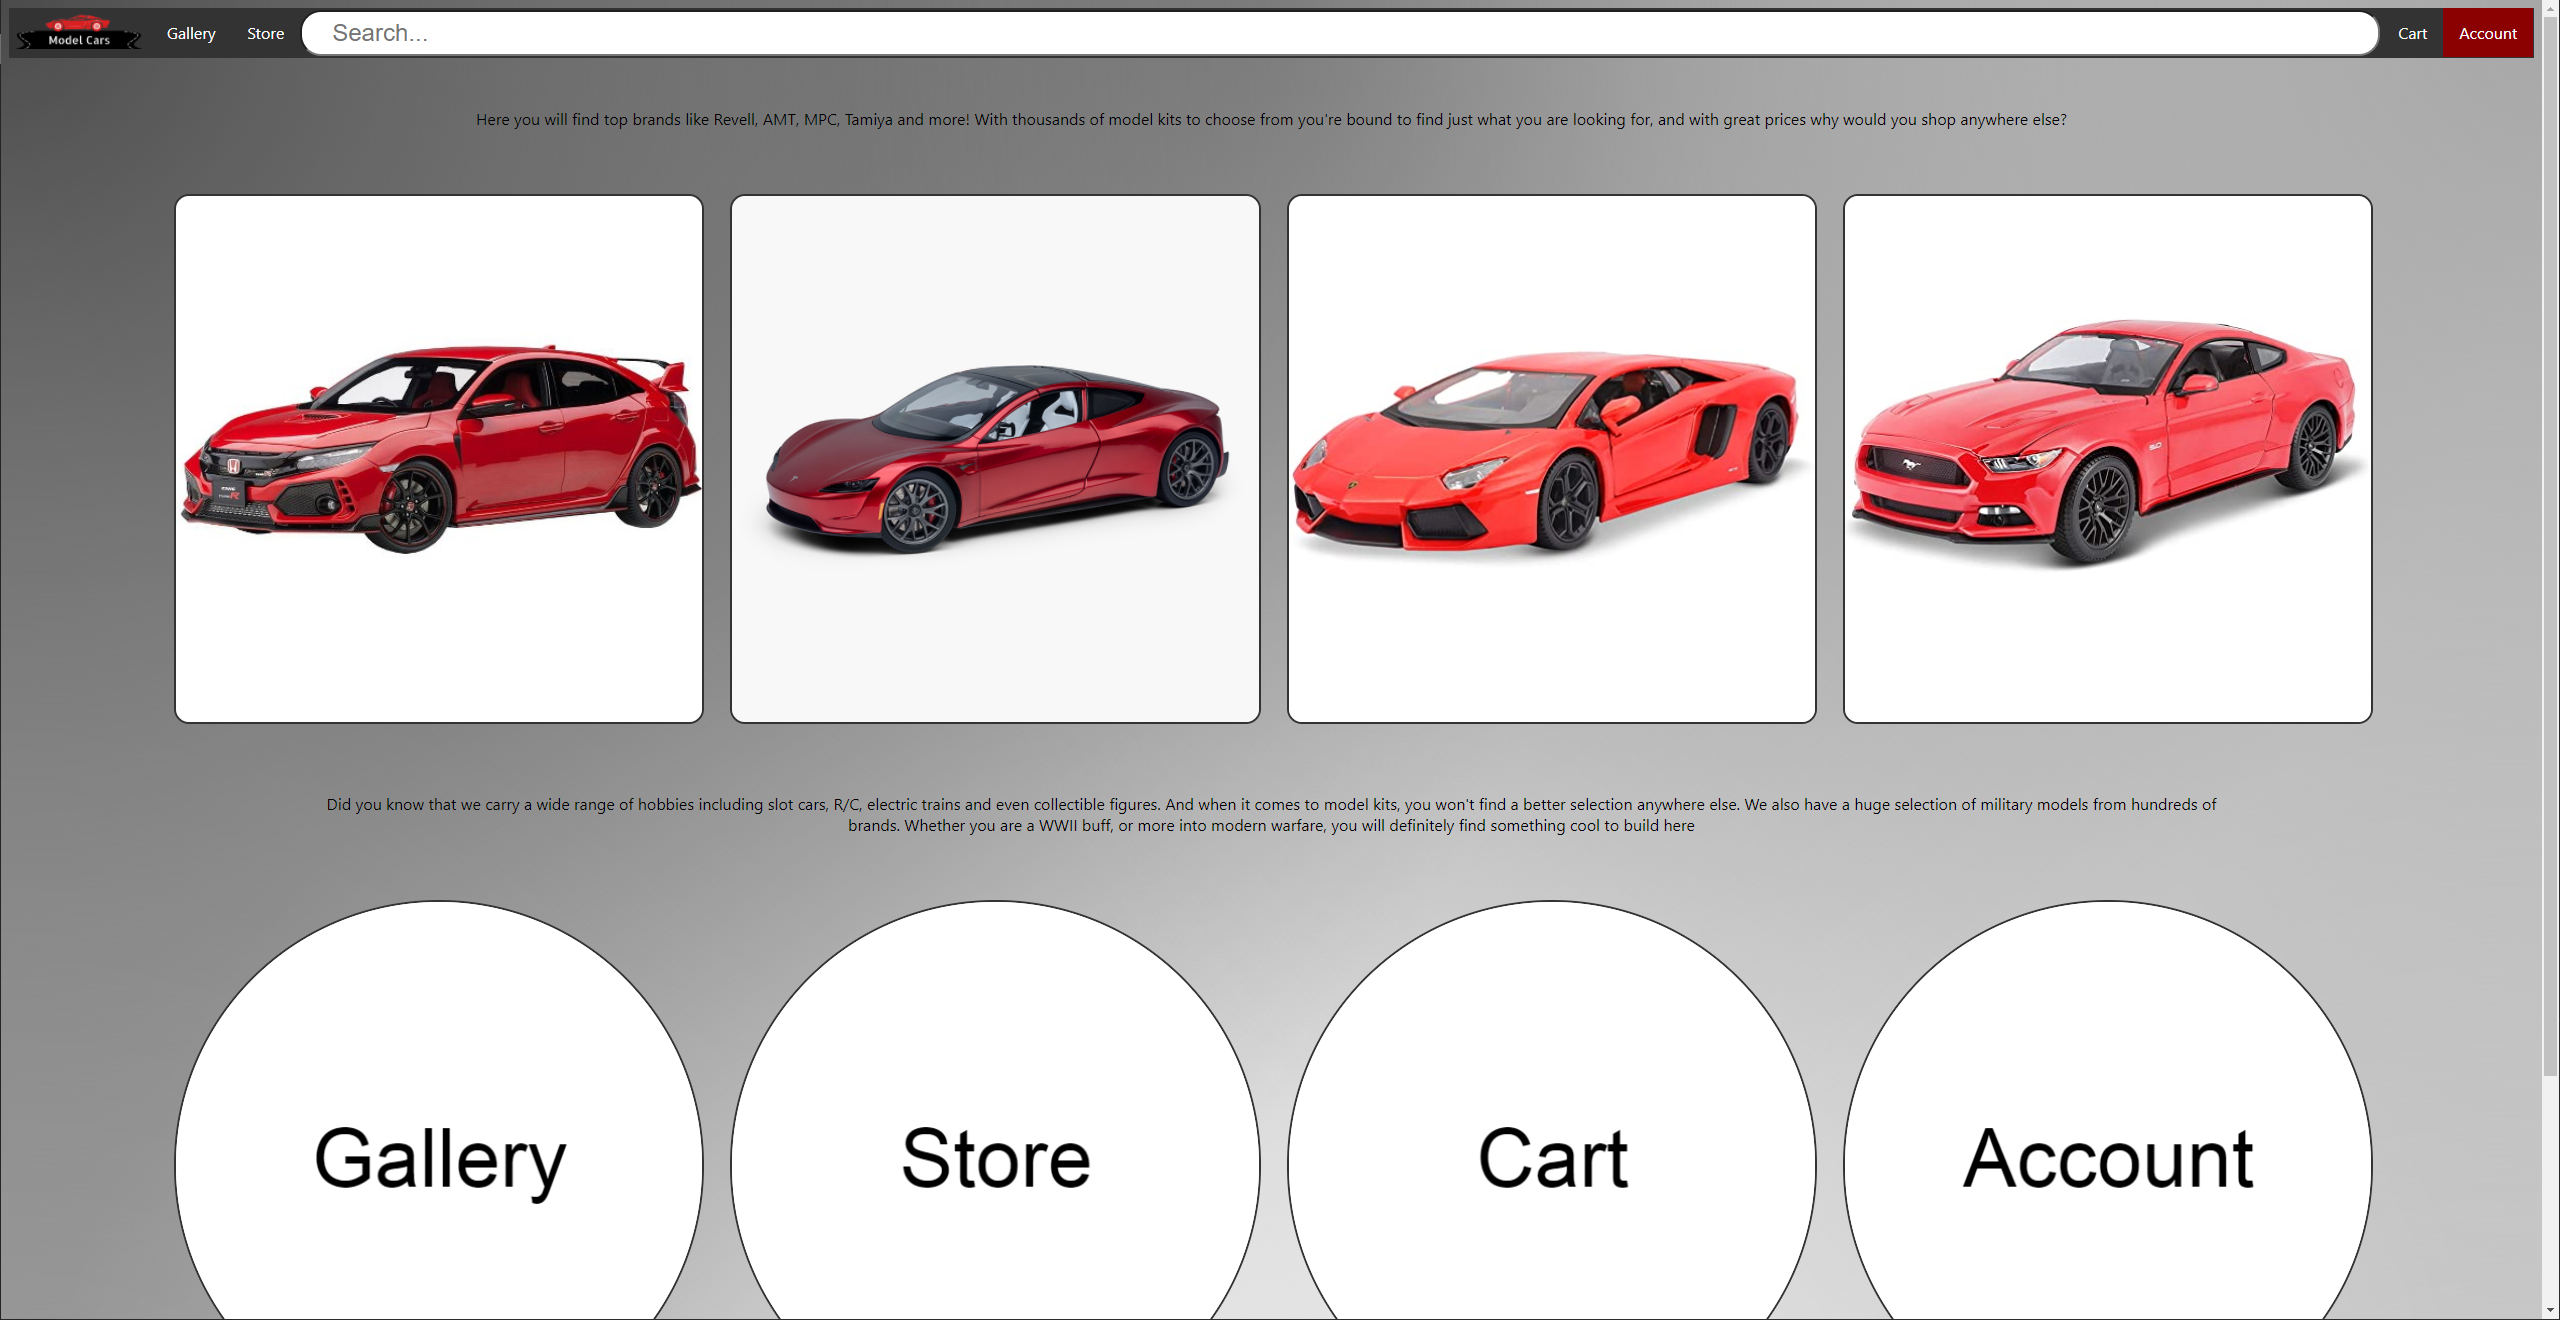 Model Cars
Gallery
Store
Search...
Cart
Account
Here you will find top brands like Revell, AMT, MPC, Tamiya and more! With thousands of model kits to choose from you're bound to find just what you are looking for, and with great prices why would you shop anywhere else?
5.0
Did you know that we carry a wide range of hobbies including slot cars, R/C, electric trains and even collectible figures. And when it comes to model kits, you won't find a better selection anywhere else. We also have a huge selection of military models from hundreds of
brands. Whether you are a WWII buff, or more into modern warfare, you will definitely find something cool to build here
Gallery
Store
Cart
Account